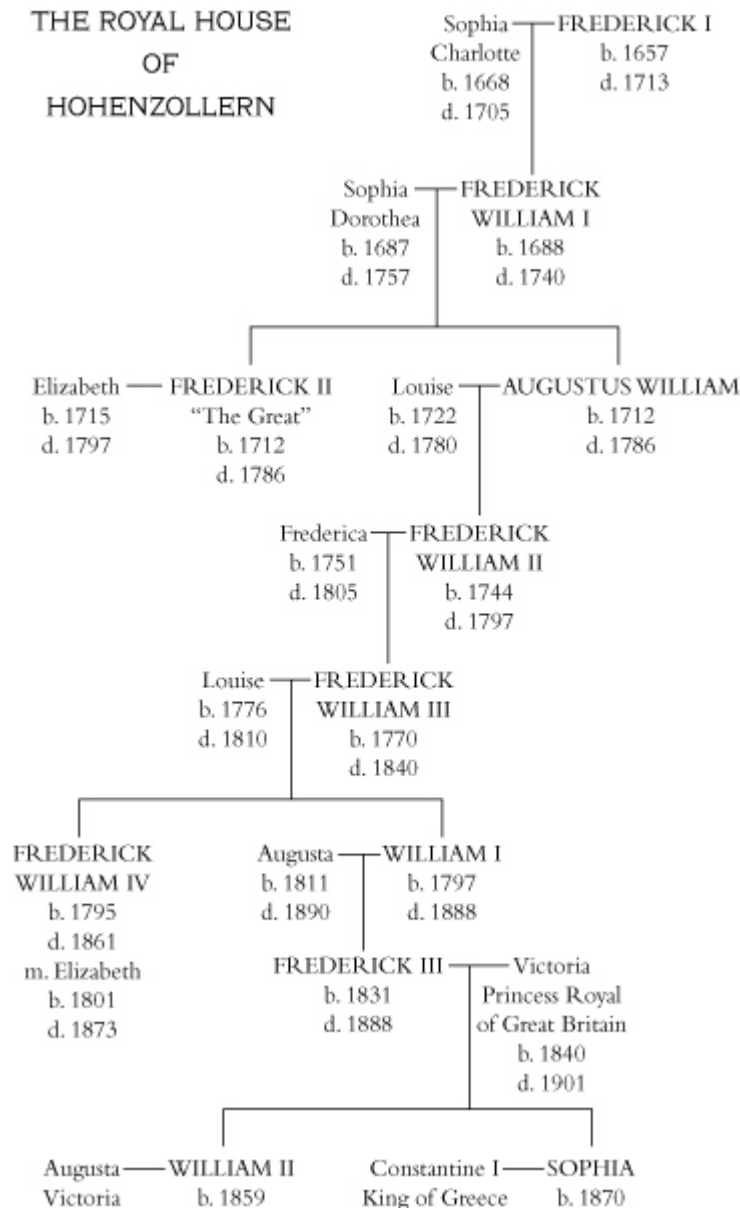 THE ROYAL HOUSE
OF
HOHENZOLLERN
Sophia
Charlotte
b. 1668
d. 1705
FREDERICK I
b. 1657
d. 1713
Sophia
Dorothea
b. 1687
d. 1757
FREDERICK
WILLIAM I
b. 1688
d. 1740
Elizabeth
b. 1715
d. 1797
FREDERICK II
“The Great”
b. 1712
d. 1786
Louise
b. 1722
d. 1780
AUGUSTUS WILLIAM
b. 1712
d. 1786
Frederica
b. 1751
d. 1805
FREDERICK
WILLIAM II
b. 1744
d. 1797
Louise
b. 1776
d. 1810
FREDERICK
WILLIAM III
b. 1770
d. 1840
FREDERICK
WILLIAM IV
b. 1795
d. 1861
m. Elizabeth
b. 1801
d. 1873
Augusta
b. 1811
d. 1890
WILLIAM I
b. 1797
d. 1888
FREDERICK III
b. 1831
d. 1888
Victoria
Princess Royal
of Great Britain
b. 1840
d. 1901
Augusta
Victoria
WILLIAM II
b. 1859
Constantine I
King of Greece
SOPHIA
b. 1870